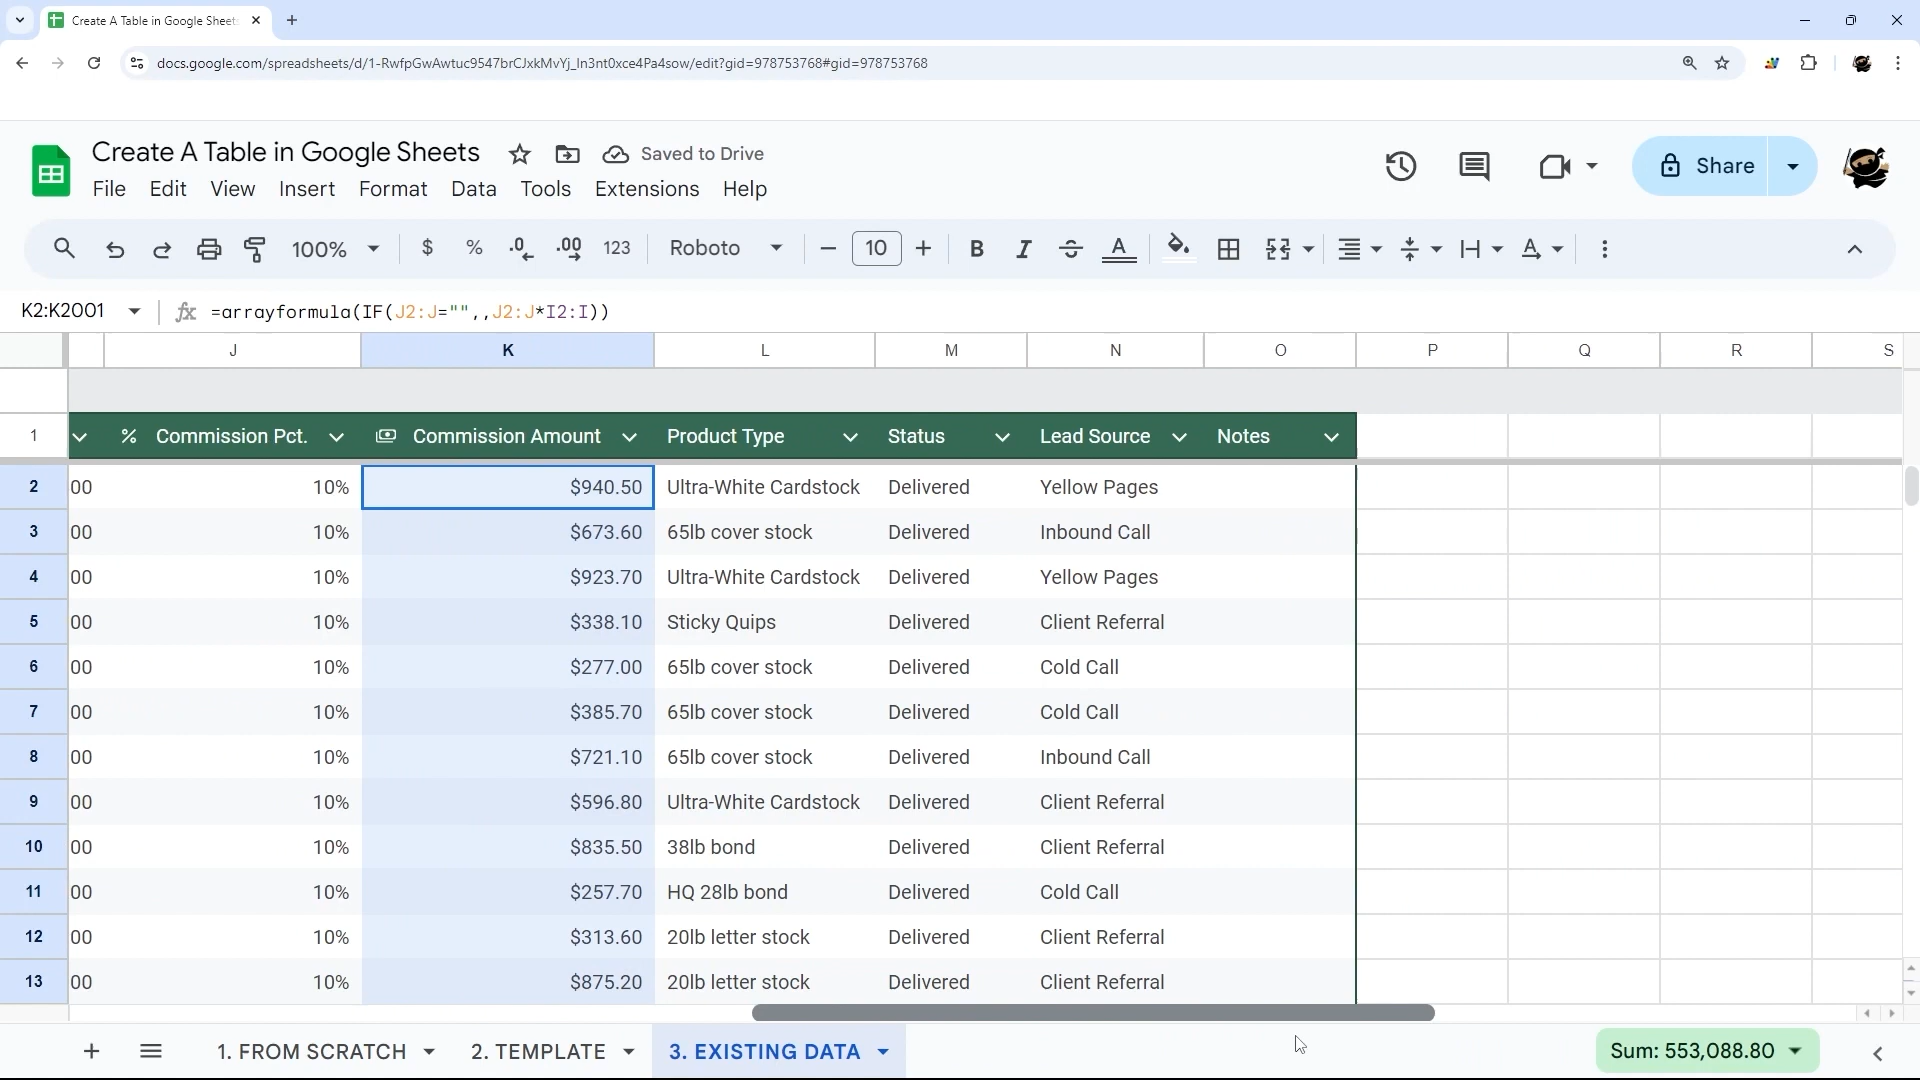 Create A Table in Google Sheets
docs.google.com/spreadsheets/d/1-RwfpGwAwtuc9547brCJxkMvYj_ln3nt0xce4Pa4sow/edit?gid=978753768#gid=978753768
Create A Table in Google Sheets Saved to Drive
File Edit View Insert Format Data Tools Extensions Help
Share
100% $ % .0 .00 123 Roboto 10 B I S A
K2:K2001 fx =arrayformula(IF(J2:J="",,J2:J*I2:I))
J K L M N O P Q R S
1 % Commission Pct. Commission Amount Product Type Status Lead Source Notes
2 00 10% $940.50 Ultra-White Cardstock Delivered Yellow Pages
3 00 10% $673.60 65lb cover stock Delivered Inbound Call
4 00 10% $923.70 Ultra-White Cardstock Delivered Yellow Pages
5 00 10% $338.10 Sticky Quips Delivered Client Referral
6 00 10% $277.00 65lb cover stock Delivered Cold Call
7 00 10% $385.70 65lb cover stock Delivered Cold Call
8 00 10% $721.10 65lb cover stock Delivered Inbound Call
9 00 10% $596.80 Ultra-White Cardstock Delivered Client Referral
10 00 10% $835.50 38lb bond Delivered Client Referral
11 00 10% $257.70 HQ 28lb bond Delivered Cold Call
12 00 10% $313.60 20lb letter stock Delivered Client Referral
13 00 10% $875.20 20lb letter stock Delivered Client Referral
1. FROM SCRATCH 2. TEMPLATE 3. EXISTING DATA Sum: 553,088.80